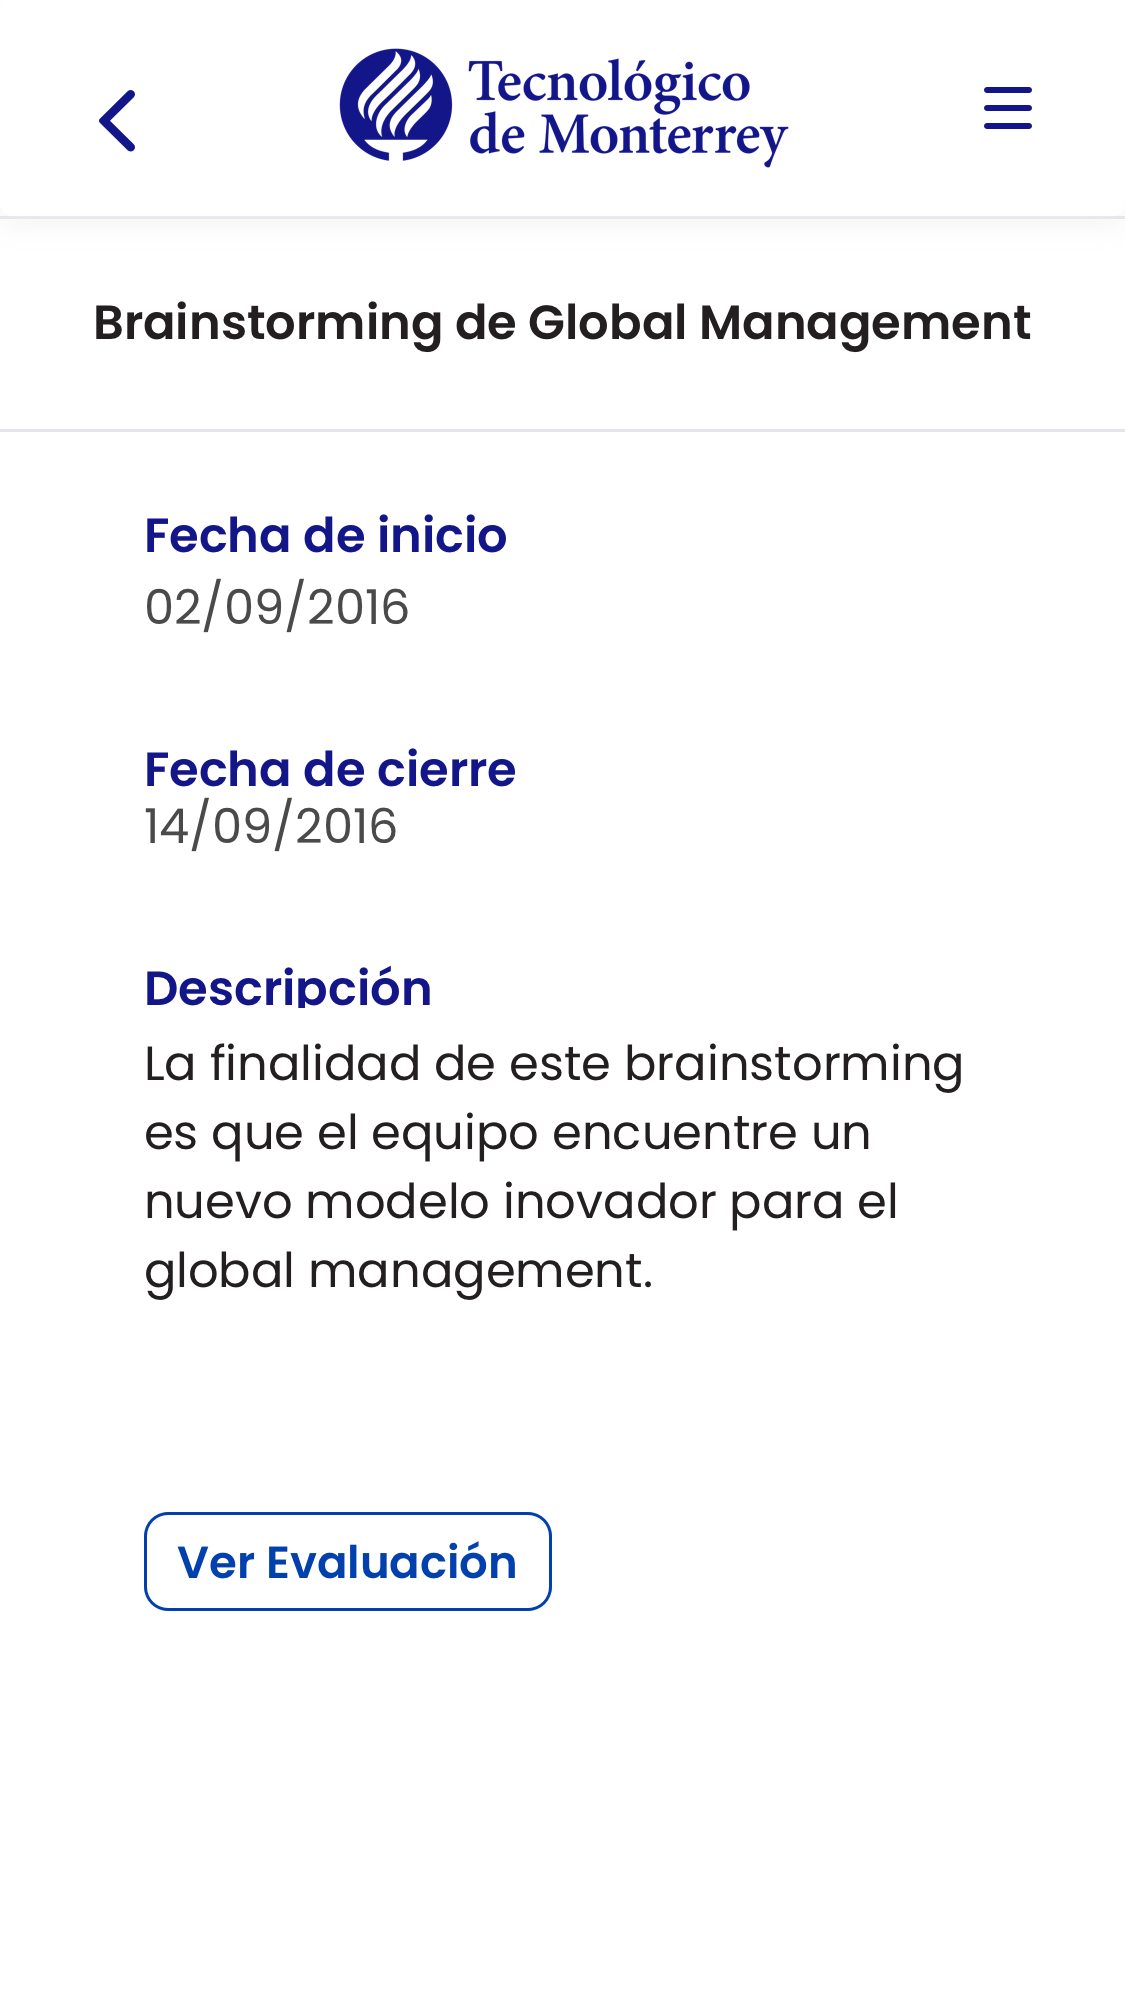 Tecnológico
de Monterrey
Brainstorming de Global Management
Fecha de inicio
02/09/2016
Fecha de cierre
14/09/2016
Descripción
La finalidad de este brainstorming
es que el equipo encuentre un
nuevo modelo inovador para el
global management.
Ver Evaluación